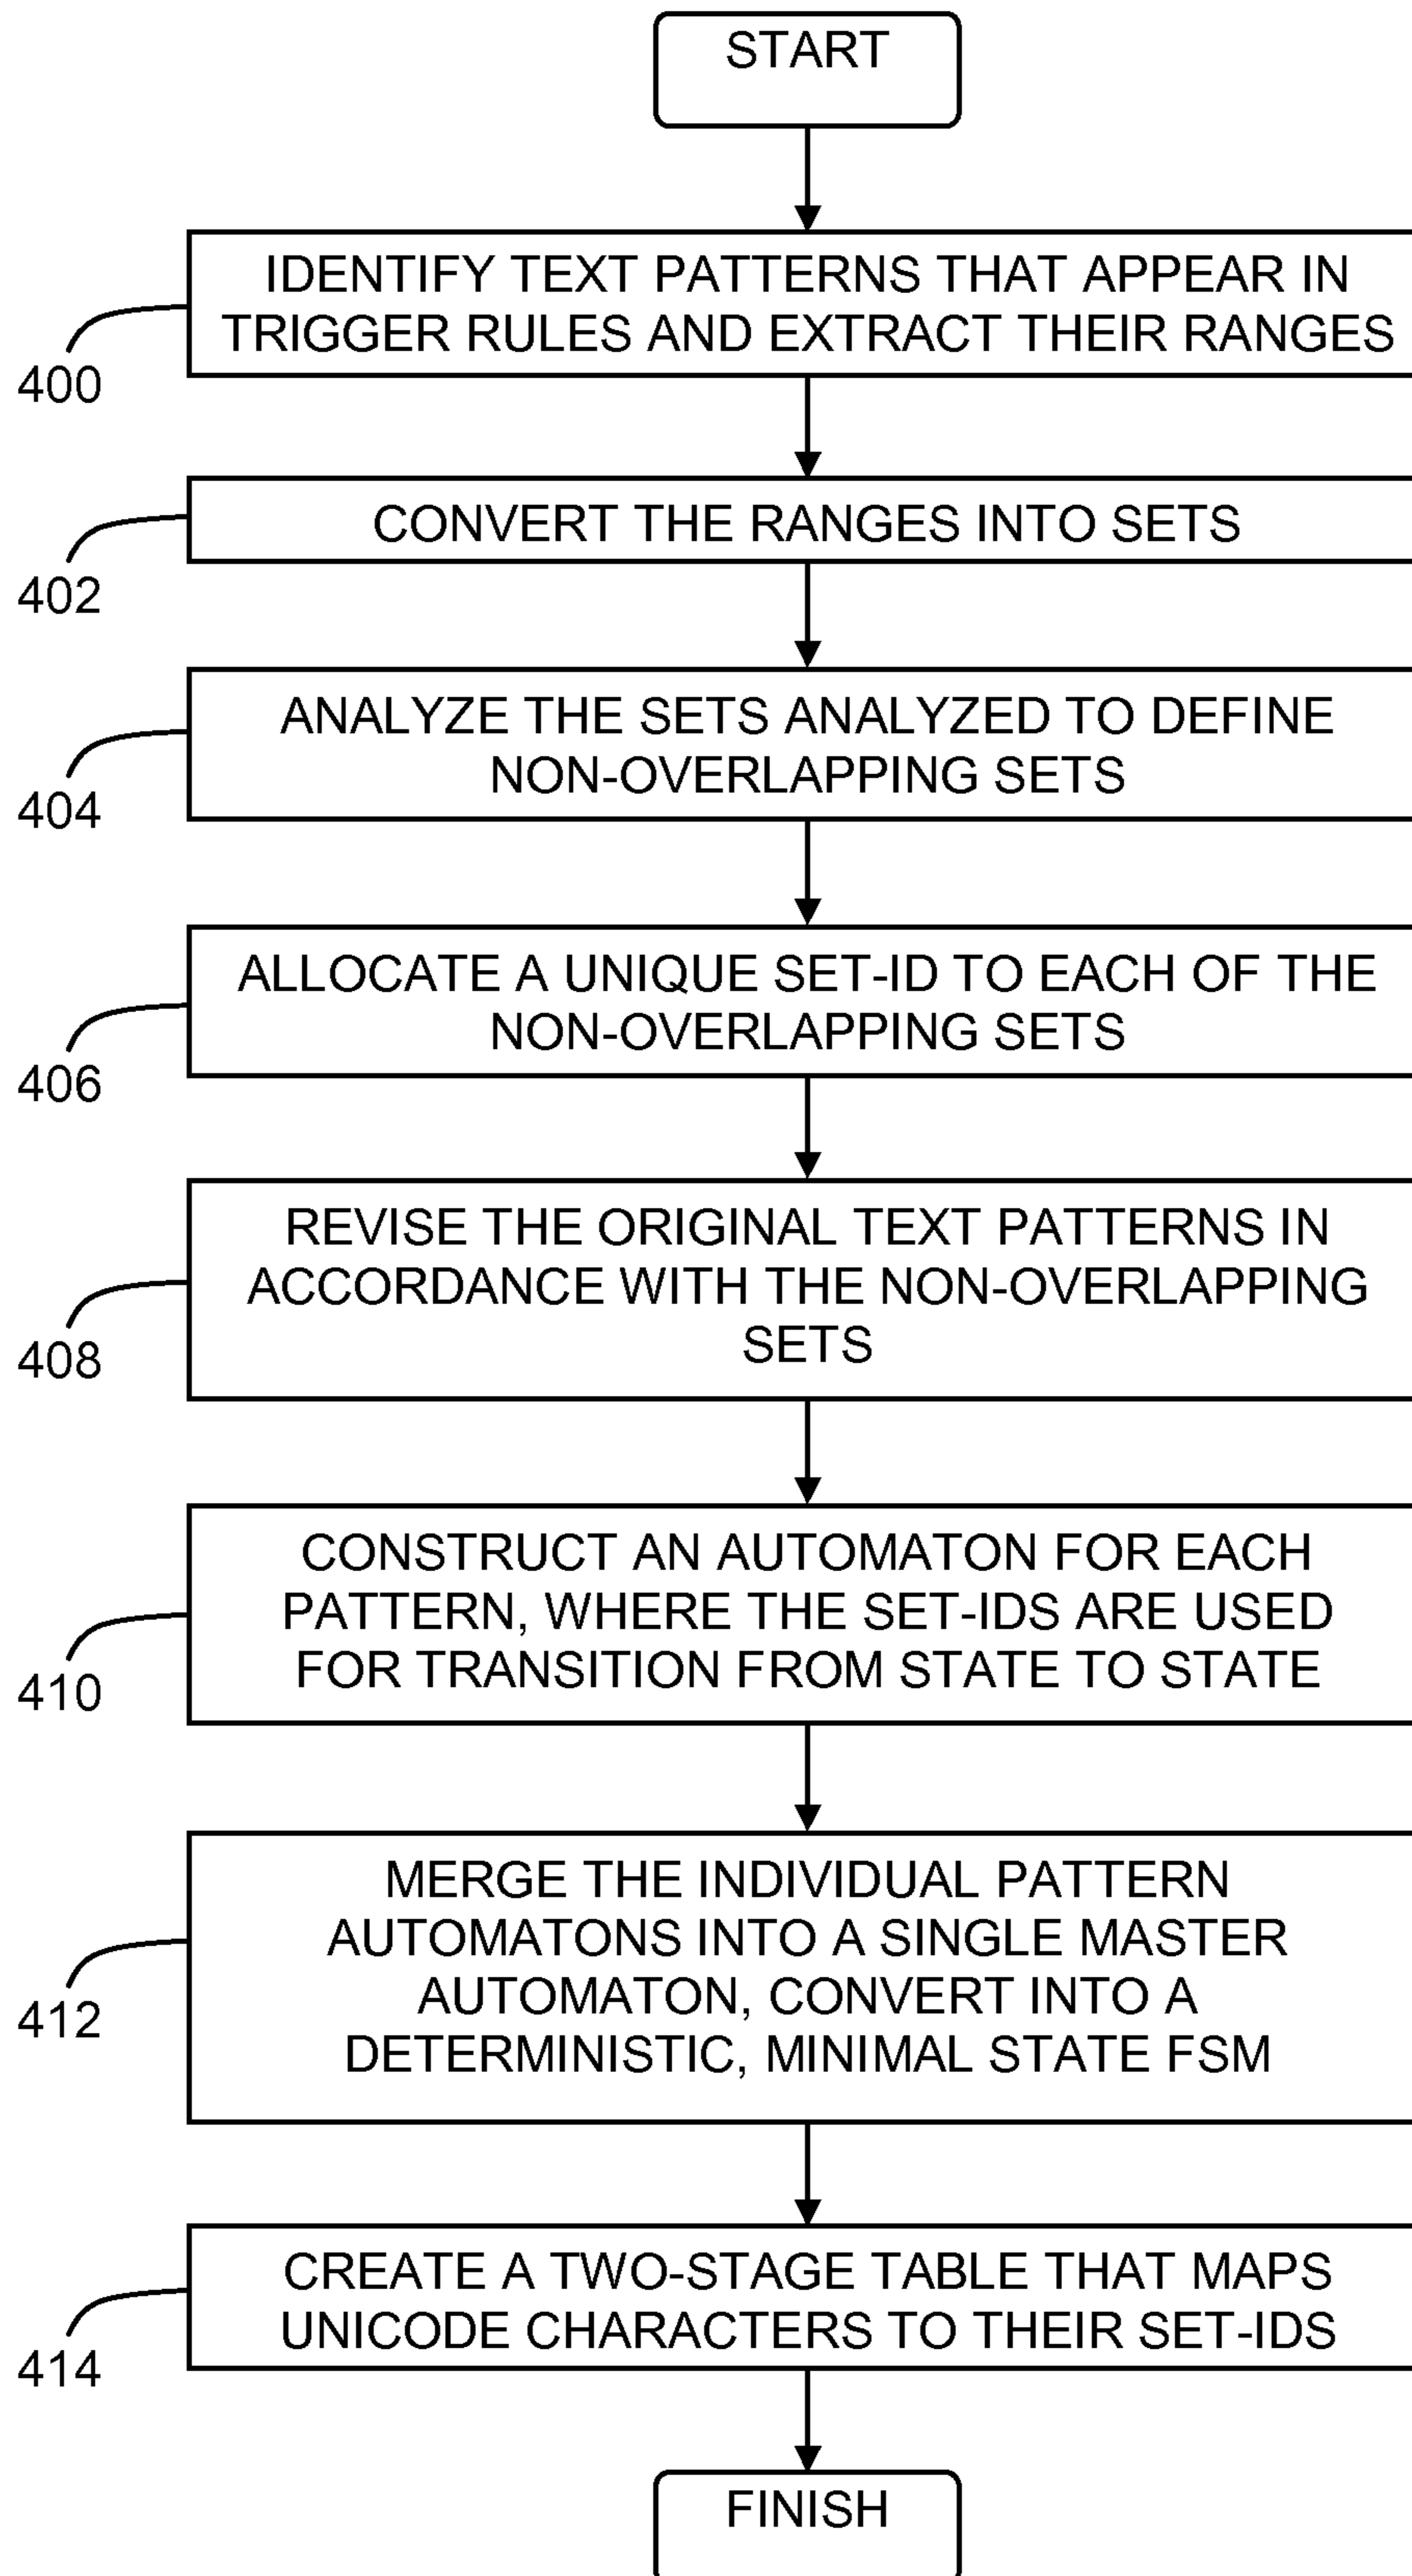 START
IDENTIFY TEXT PATTERNS THAT APPEAR IN
TRIGGER RULES AND EXTRACT THEIR RANGES
400
CONVERT THE RANGES INTO SETS
402
ANALYZE THE SETS ANALYZED TO DEFINE
NON-OVERLAPPING SETS
404
ALLOCATE A UNIQUE SET-ID TO EACH OF THE
NON-OVERLAPPING SETS
406
REVISE THE ORIGINAL TEXT PATTERNS IN
ACCORDANCE WITH THE NON-OVERLAPPING
SETS
408
CONSTRUCT AN AUTOMATON FOR EACH
PATTERN, WHERE THE SET-IDS ARE USED
FOR TRANSITION FROM STATE TO STATE
410
MERGE THE INDIVIDUAL PATTERN
AUTOMATONS INTO A SINGLE MASTER
AUTOMATON, CONVERT INTO A
DETERMINISTIC, MINIMAL STATE FSM
412
CREATE A TWO-STAGE TABLE THAT MAPS
UNICODE CHARACTERS TO THEIR SET-IDS
414
FINISH